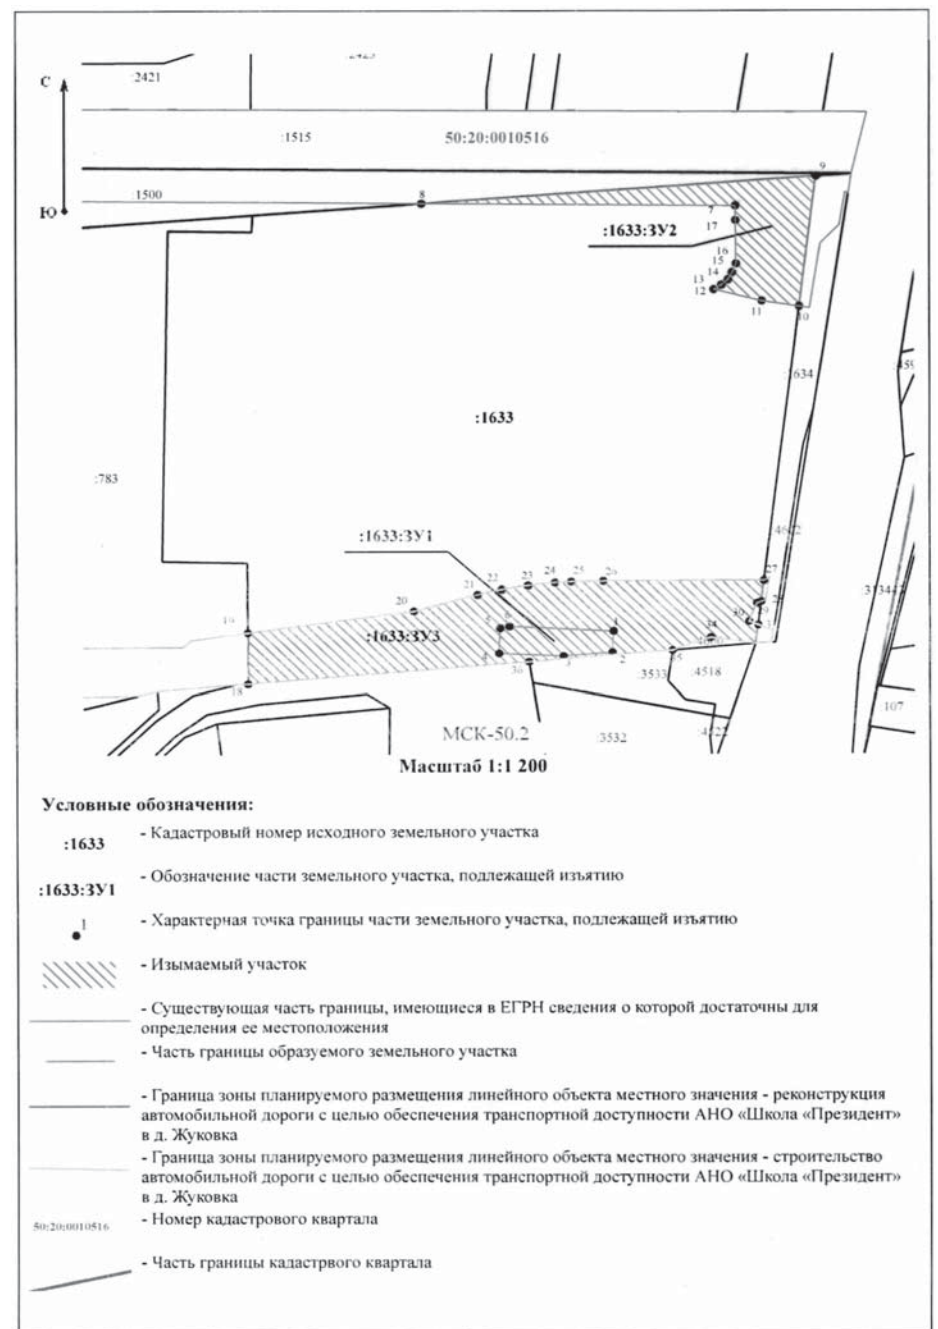 :2421
С
:1515
50:20:0010516
9
:1500
8
Ю
7
17
:1633:ЗУ2
16
15
14
13
12
11
10
:1633
:783
:1633:ЗУ1
27
26
25
24
23
22
21
20
19
:1633:ЗУ3
34
1
2
3
4
36
18
:3533
:4518
МСК-50.2
:3532
107
Масштаб 1:1 200
Условные обозначения:
:1633 - Кадастровый номер исходного земельного участка
:1633:ЗУ1 - Обозначение части земельного участка, подлежащей изъятию
1 - Характерная точка границы части земельного участка, подлежащей изъятию
- Изымаемый участок
- Существующая часть границы, имеющиеся в ЕГРН сведения о которой достаточны для
определения ее местоположения
- Часть границы образуемого земельного участка
- Граница зоны планируемого размещения линейного объекта местного значения - реконструкция
автомобильной дороги с целью обеспечения транспортной доступности АНО «Школа «Президент»
в д. Жуковка
- Граница зоны планируемого размещения линейного объекта местного значения - строительство
автомобильной дороги с целью обеспечения транспортной доступности АНО «Школа «Президент»
в д. Жуковка
50:20:0010516 - Номер кадастрового квартала
- Часть границы кадастрвого квартала